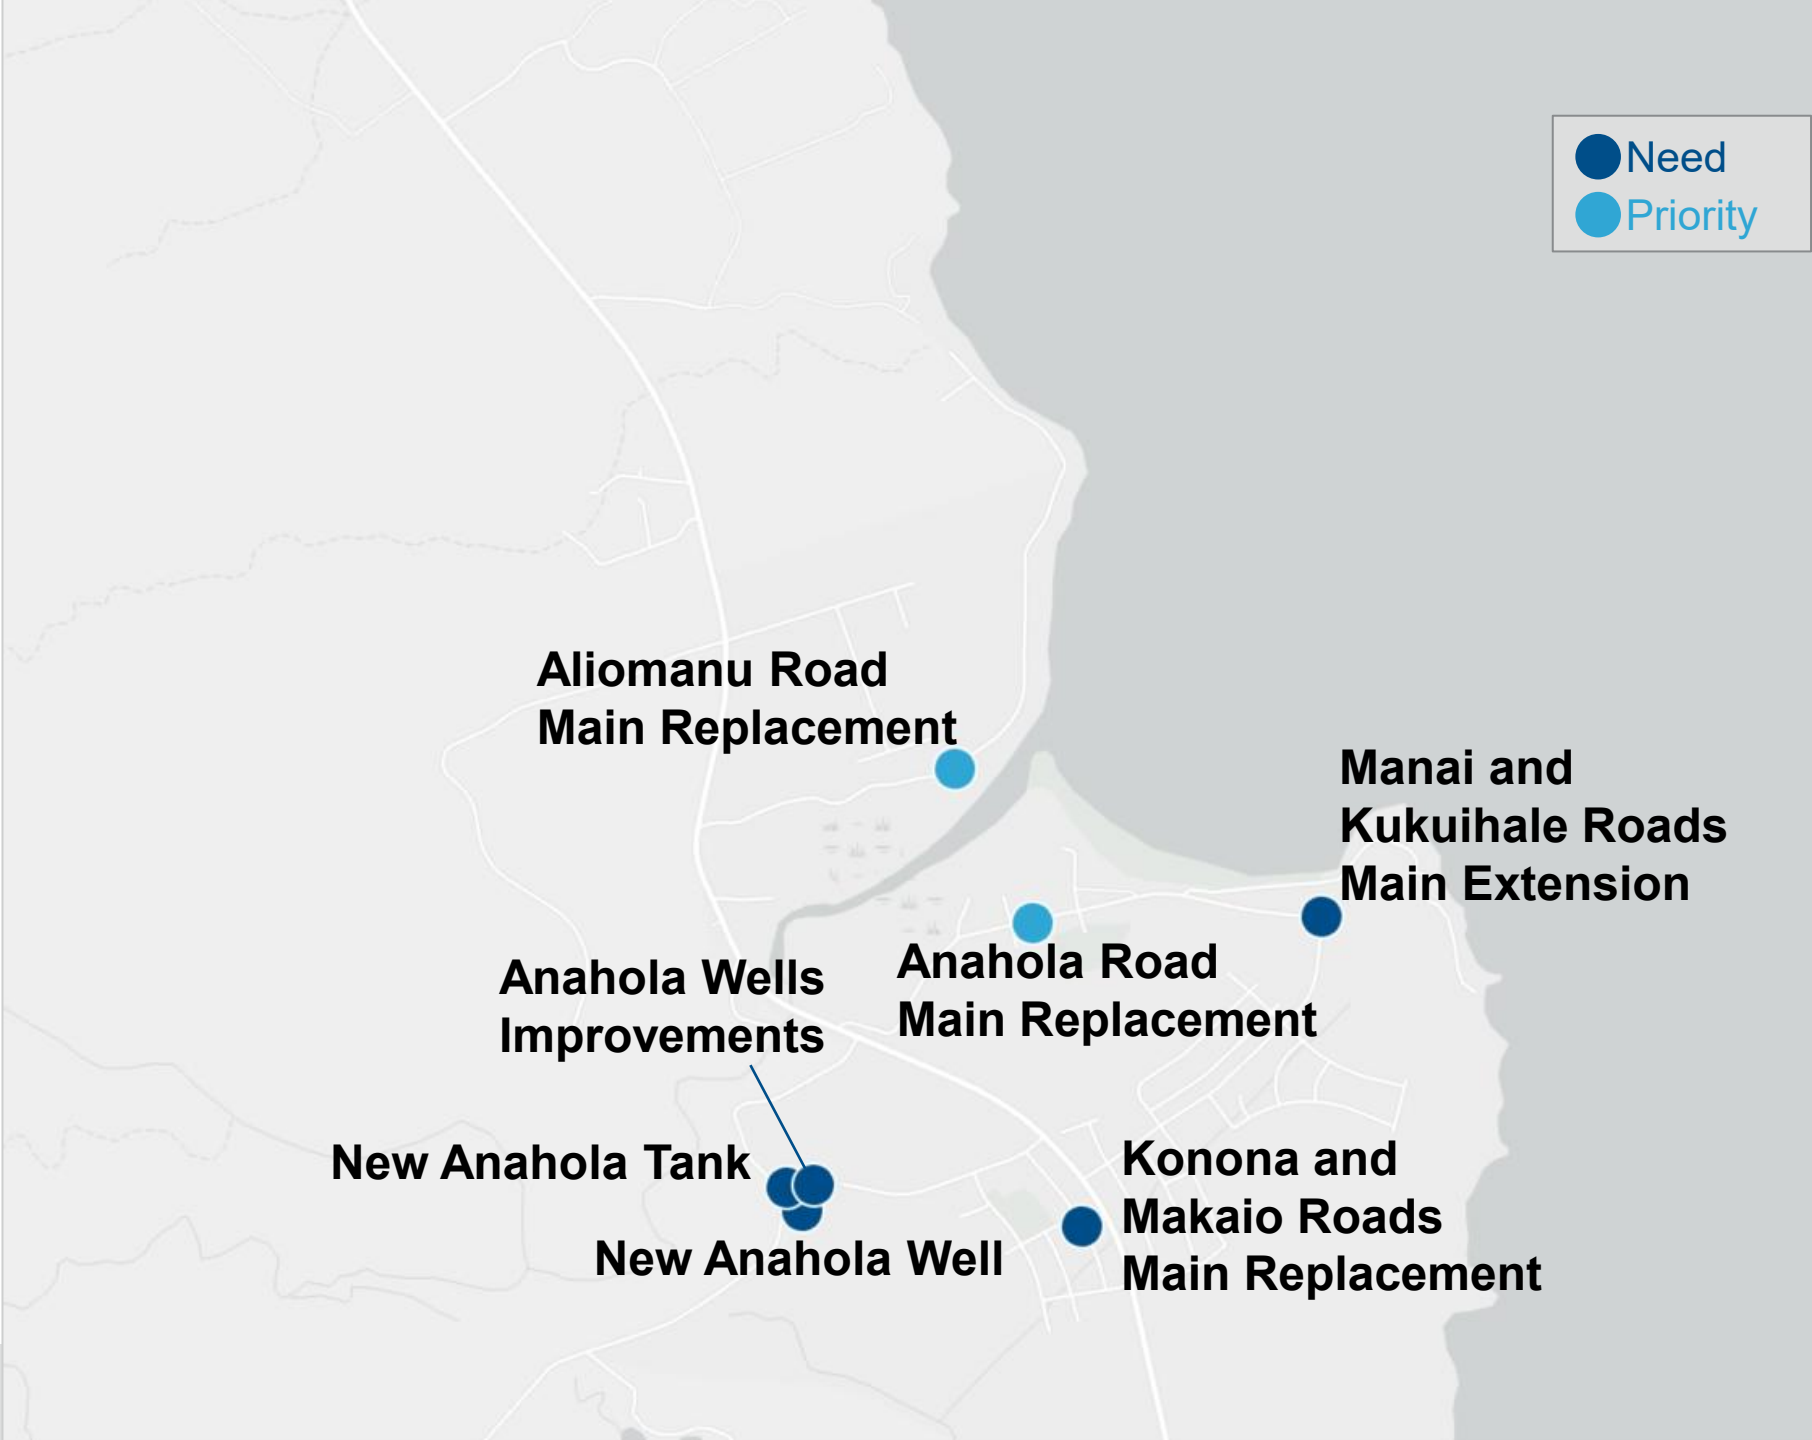 Need
Priority
Aliomanu Road
Main Replacement
Manai and
Kukuihale Roads
Main Extension
Anahola Road
Main Replacement
Anahola Wells
Improvements
New Anahola Tank
New Anahola Well
Konona and
Makaio Roads
Main Replacement